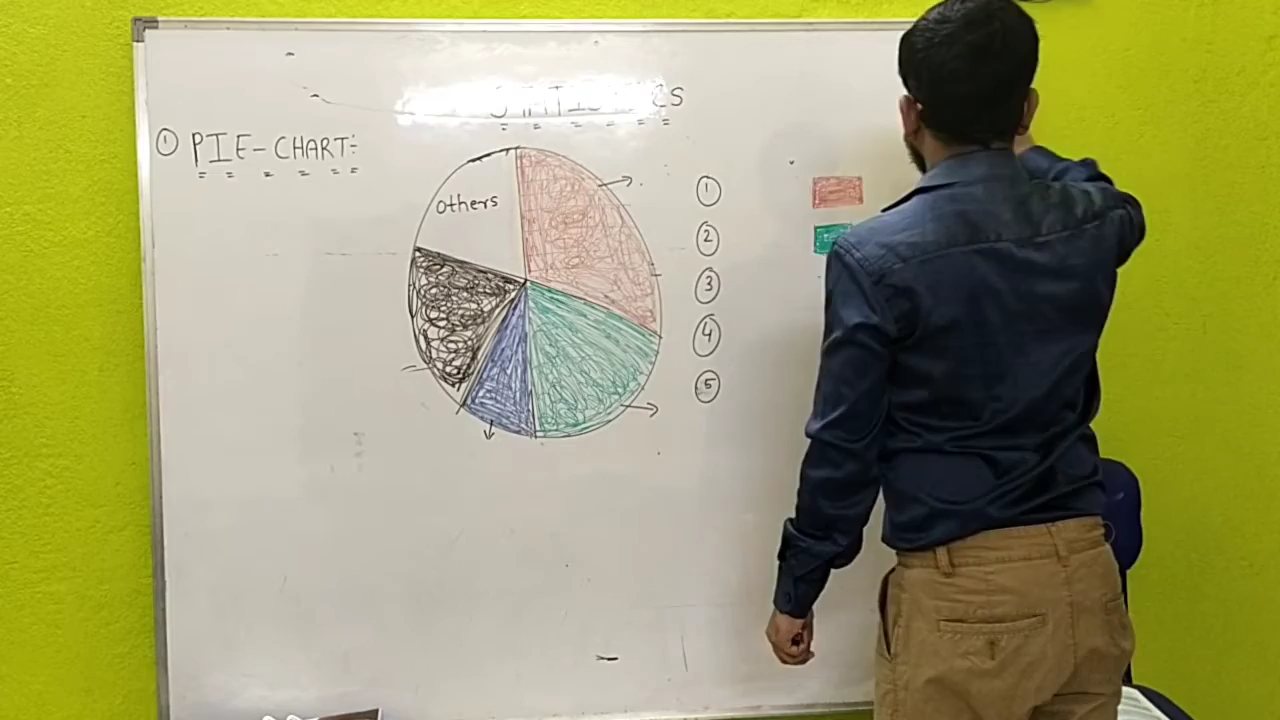 ① PIE-CHART:
others
①
②
③
④
⑤